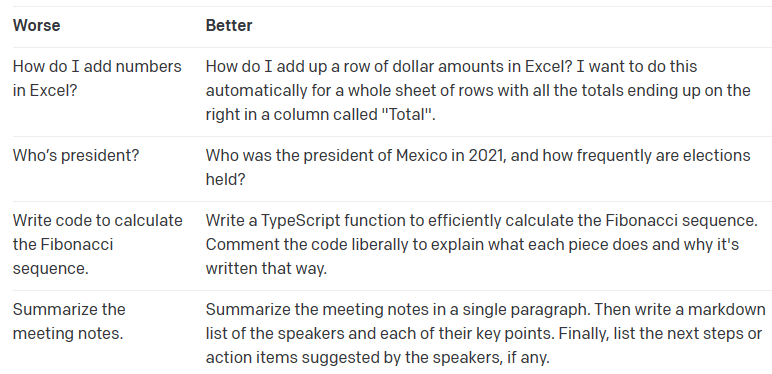 Worse Better
How do I add numbers
in Excel?
How do I add up a row of dollar amounts in Excel? I want to do this
automatically for a whole sheet of rows with all the totals ending up on the
right in a column called "Total".
Who’s president?
Who was the president of Mexico in 2021, and how frequently are elections
held?
Write code to calculate
the Fibonacci
sequence.
Write a TypeScript function to efficiently calculate the Fibonacci sequence.
Comment the code liberally to explain what each piece does and why it's
written that way.
Summarize the
meeting notes.
Summarize the meeting notes in a single paragraph. Then write a markdown
list of the speakers and each of their key points. Finally, list the next steps or
action items suggested by the speakers, if any.